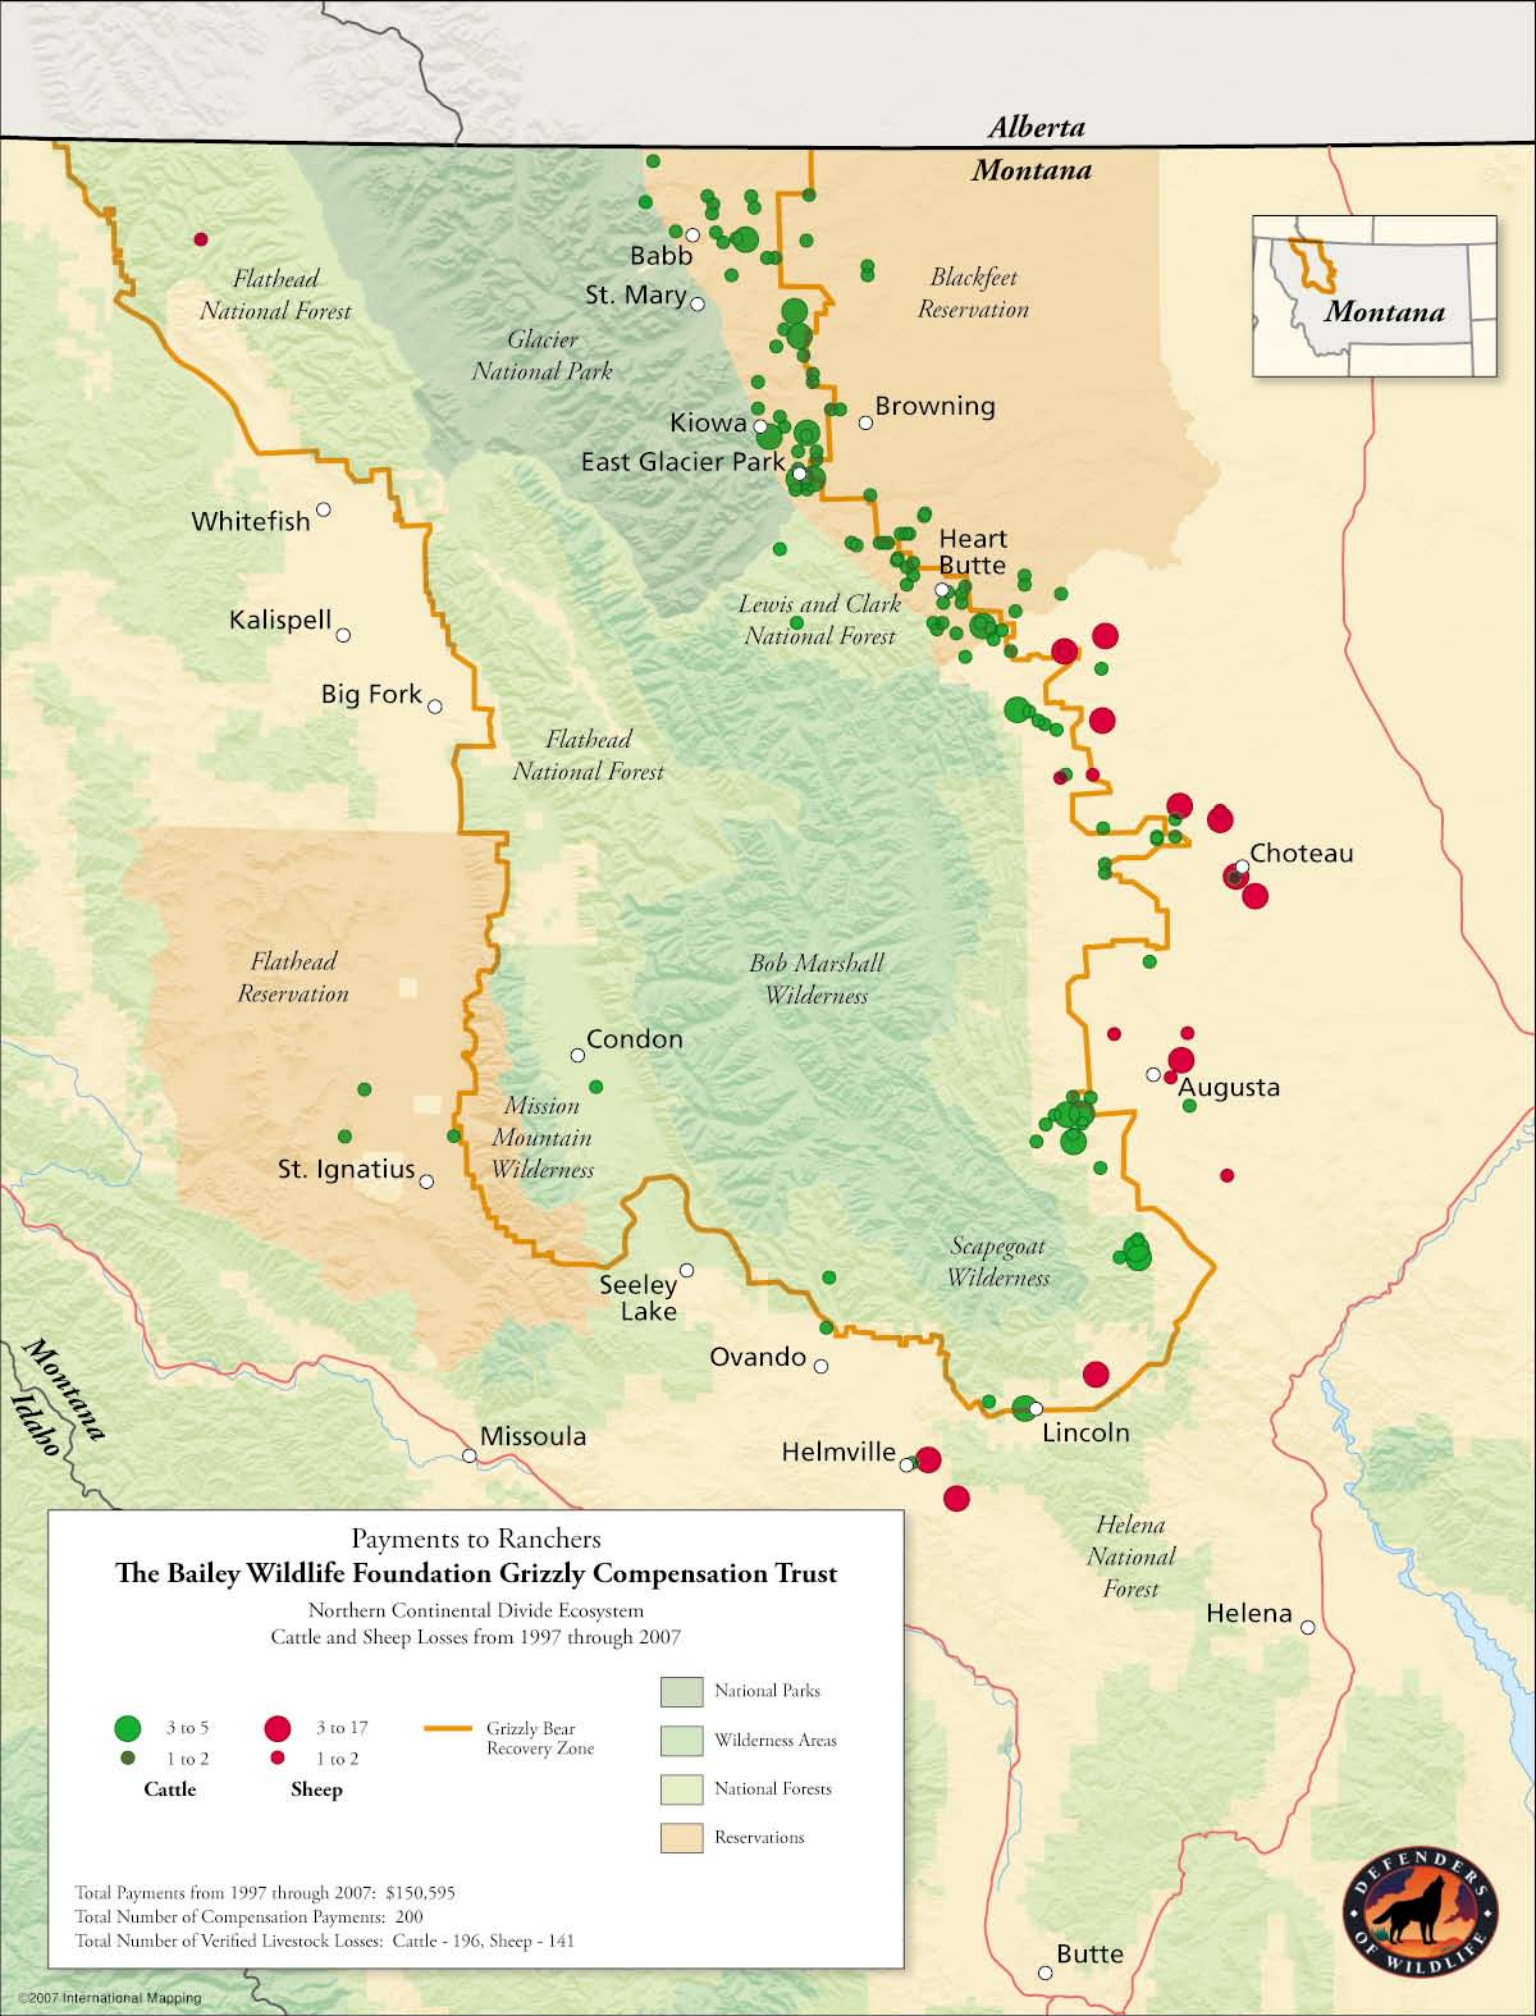 Alberta
Montana
Babb
St. Mary
Blackfeet
Reservation
Montana
Flathead
National Forest
Glacier
National Park
Kiowa
Browning
East Glacier Park
Whitefish
Heart
Butte
Kalispell
Lewis and Clark
National Forest
Big Fork
Flathead
National Forest
Choteau
Flathead
Reservation
Bob Marshall
Wilderness
Condon
Augusta
Mission
Mountain
Wilderness
St. Ignatius
Scapegoat
Wilderness
Seeley
Lake
Ovando
Montana
Idaho
Missoula
Lincoln
Helmville
Helena
National
Forest
Helena
Payments to Ranchers
The Bailey Wildlife Foundation Grizzly Compensation Trust
Northern Continental Divide Ecosystem
Cattle and Sheep Losses from 1997 through 2007
3 to 5
1 to 2
Cattle
3 to 17
1 to 2
Sheep
Grizzly Bear
Recovery Zone
National Parks
Wilderness Areas
National Forests
Reservations
Total Payments from 1997 through 2007: $150,595
Total Number of Compensation Payments: 200
Total Number of Verified Livestock Losses: Cattle - 196, Sheep - 141
DEFENDERS
OF WILDLIFE
Butte
©2007 International Mapping